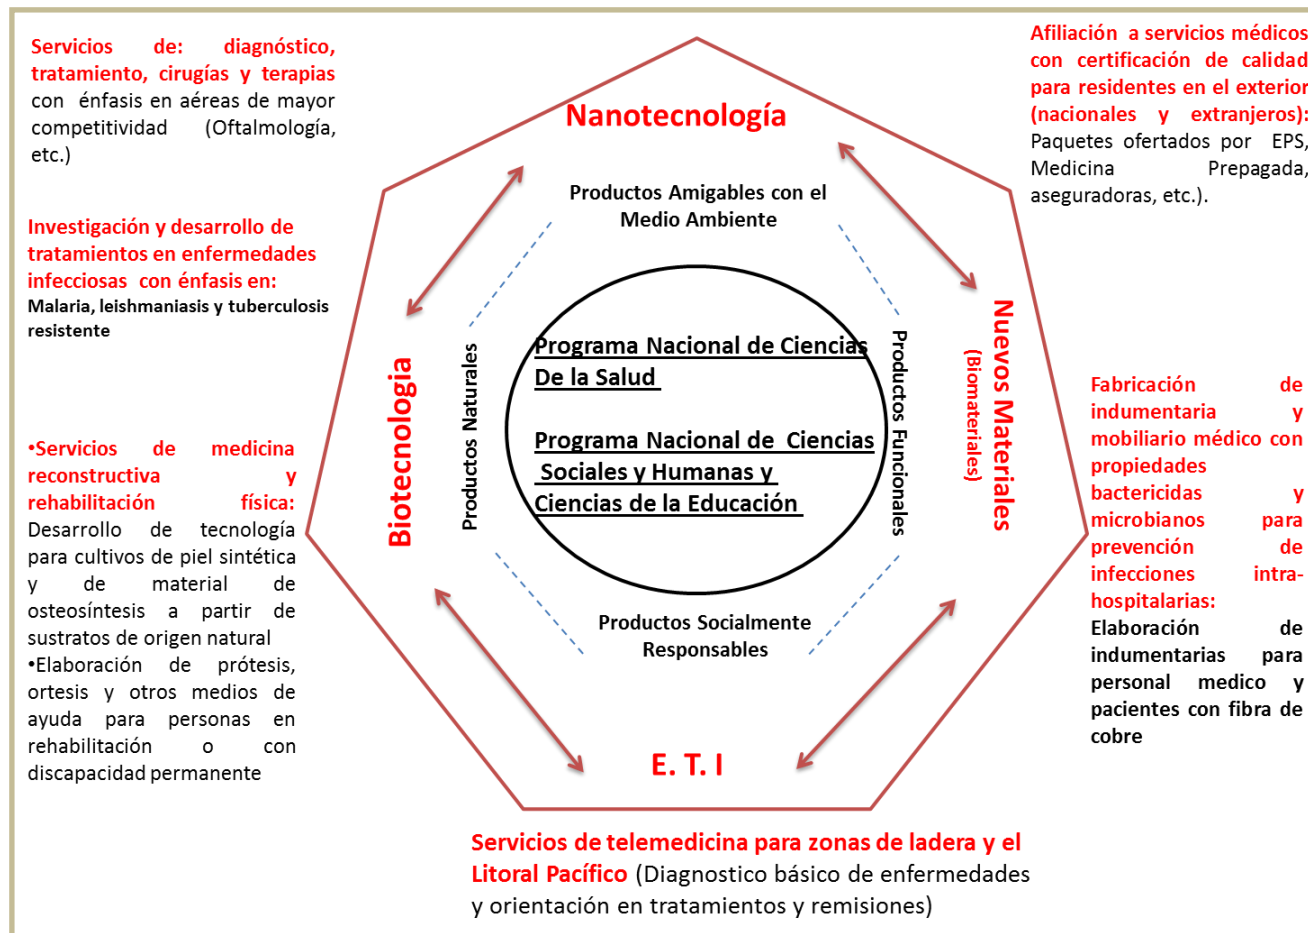 Servicios de: diagnóstico,
tratamiento, cirugías y terapias
con énfasis en aéreas de mayor
competitividad (Oftalmología,
etc.)
Investigación y desarrollo de
tratamientos en enfermedades
infecciosas con énfasis en:
Malaria, leishmaniasis y tuberculosis
resistente
•Servicios de medicina
reconstructiva y
rehabilitación física:
Desarrollo de tecnología
para cultivos de piel sintética
y de material de
osteosíntesis a partir de
sustratos de origen natural
•Elaboración de prótesis,
ortesis y otros medios de
ayuda para personas en
rehabilitación o con
discapacidad permanente
Nanotecnología
Productos Amigables con el
Medio Ambiente
Biotecnologia
Productos Naturales
Programa Nacional de Ciencias
De la Salud
Programa Nacional de Ciencias
Sociales y Humanas y
Ciencias de la Educación
Productos Funcionales
Nuevos Materiales
(Biomateriales)
Productos Socialmente
Responsables
E. T. I
Servicios de telemedicina para zonas de ladera y el
Litoral Pacífico (Diagnostico básico de enfermedades
y orientación en tratamientos y remisiones)
Afiliación a servicios médicos
con certificación de calidad
para residentes en el exterior
(nacionales y extranjeros):
Paquetes ofertados por EPS,
Medicina Prepagada,
aseguradoras, etc.).
Fabricación de
indumentaria y
mobiliario médico con
propiedades
bactericidas y
microbianos para
prevención de
infecciones intra-
hospitalarias:
Elaboración de
indumentarias para
personal medico y
pacientes con fibra de
cobre